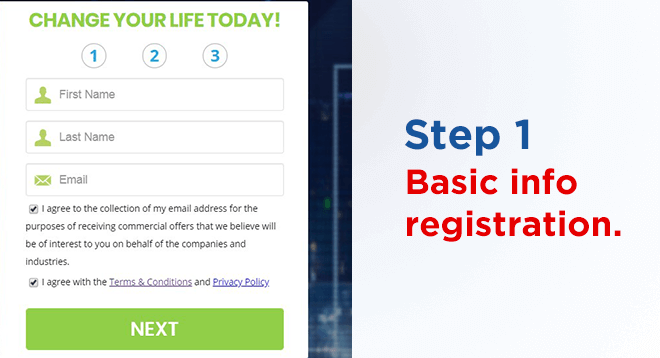 CHANGE YOUR LIFE TODAY!
1 2 3
First Name
Last Name
Email
I agree to the collection of my email address for the
purposes of receiving commercial offers that we believe will
be of interest to you on behalf of the companies and
industries.
I agree with the Terms & Conditions and Privacy Policy
NEXT
Step 1
Basic info
registration.